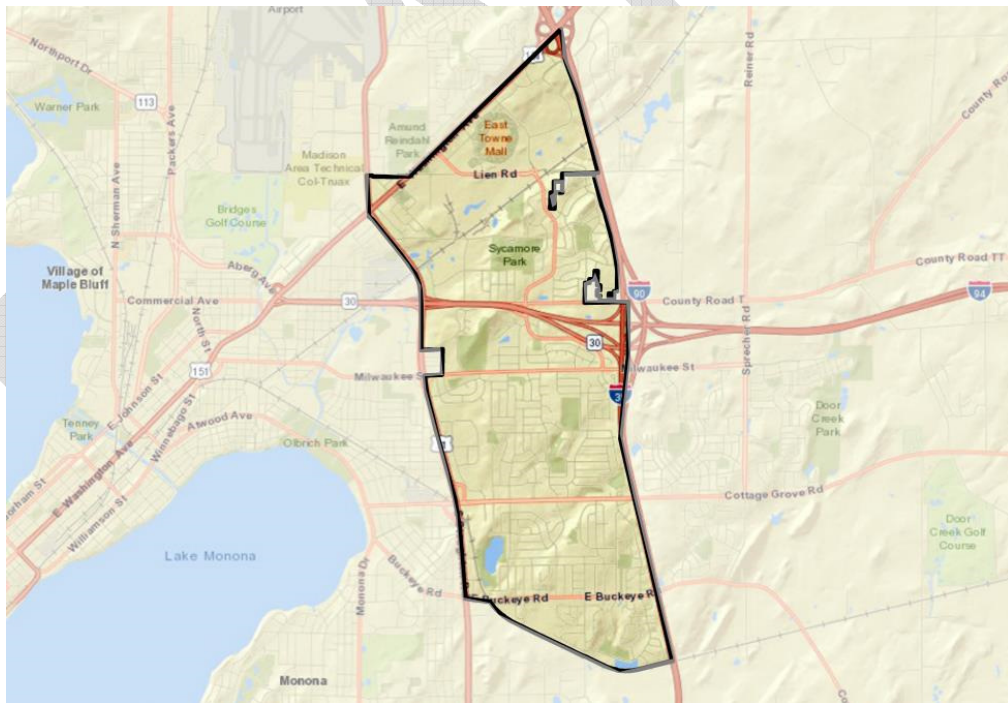 Airport
Northport Dr
Warner Park
113
Packers Ave
Reiner Rd
N Sherman Ave
Amund
Reindahl
Park
East
Towne
Mall
Madison
Area Technical
Col-Truax
Lien Rd
Bridges
Golf Course
Sycamore
Park
Village of
Maple Bluff
Aberg Ave
County Road TT
Commercial Ave
30
90
County Road T
94
North St
Sprecher Rd
30
151
Milwaukee St
E Johnson St
Winnebago St
Atwood Ave
Tenney
Park
Olbrich Park
Door
Creek
Park
E Washington Ave
Williamson St
Cottage Grove Rd
Lake Monona
Door
Creek Golf
Course
Monona Dr
Buckeye Rd
E Buckeye Rd
E Buckeye R
Monona